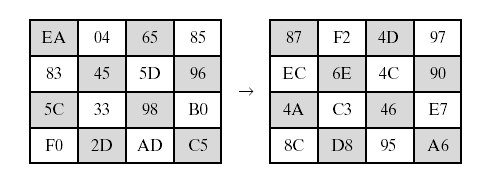 EA 04 65 85 87 F2 4D 97
83 45 5D 96 EC 6E 4C 90
→
5C 33 98 B0 4A C3 46 E7
F0 2D AD C5 8C D8 95 A6